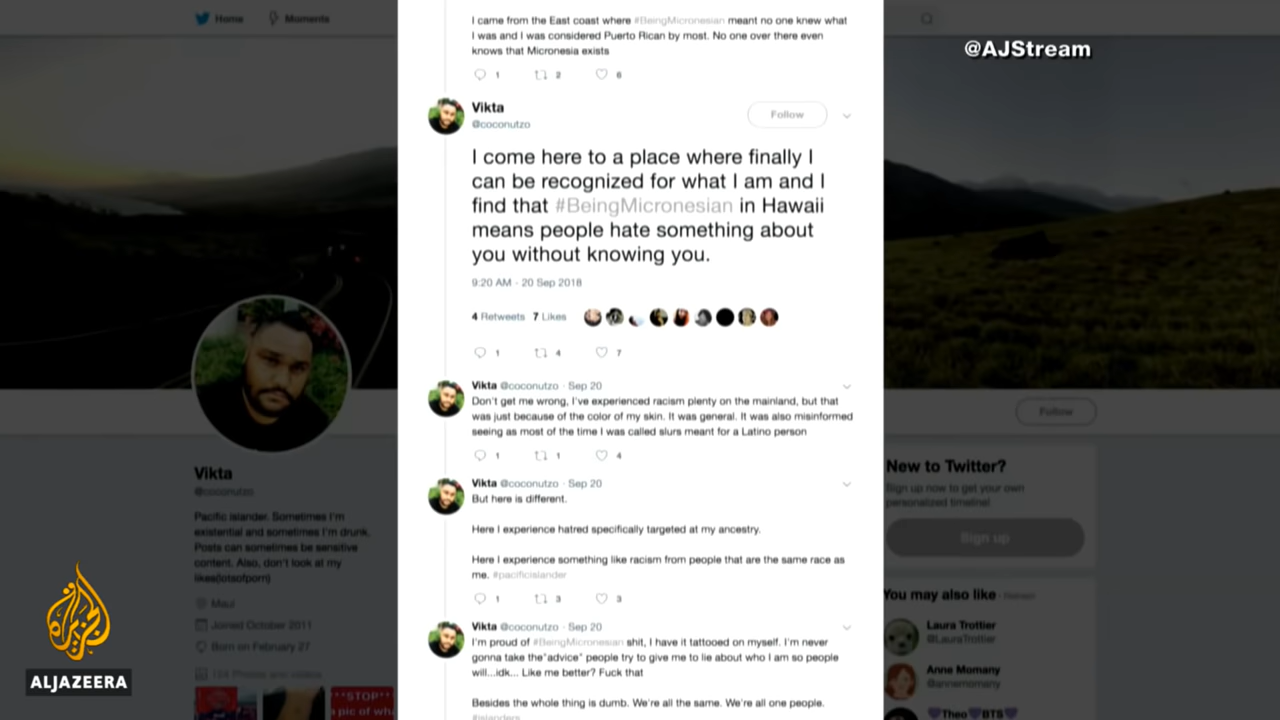 Home
Moments
@AJStream
I came from the East coast where #BeingMicronesian meant no one knew what
I was and I was considered Puerto Rican by most. No one over there even
knows that Micronesia exists
1 2 6
Vikta
@coconutzo
Follow
I come here to a place where finally I
can be recognized for what I am and I
find that #BeingMicronesian in Hawaii
means people hate something about
you without knowing you.
9:20 AM - 20 Sep 2018
4 Retweets 7 Likes
1 4 7
Vikta @coconutzo · Sep 20
Don't get me wrong, I've experienced racism plenty on the mainland, but that
was just because of the color of my skin. It was general. It was also misinformed
seeing as most of the time I was called slurs meant for a Latino person
1 1 4
Vikta @coconutzo · Sep 20
But here is different.
Here I experience hatred specifically targeted at my ancestry.
Here I experience something like racism from people that are the same race as
me. #pacificislander
1 3 3
Vikta @coconutzo · Sep 20
I'm proud of #BeingMicronesian shit, I have it tattooed on myself. I'm never
gonna take the"advice" people try to give me to lie about who I am so people
will...idk... Like me better? Fuck that
Besides the whole thing is dumb. We're all the same. We're all one people.
#islanders
Vikta
@coconutzo
Pacific islander. Sometimes I'm
existential and sometimes I'm drunk.
Posts can sometimes be sensitive
content. Also, don't look at my
likes(lotsofporn)
Maui
Joined October 2011
Born on February 27
Photos and videos
***STOP***
pic of wh
الجزيرة
ALJAZEERA
Follow
New to Twitter?
Sign up now to get your own
personalized timeline!
Sign up
You may also like · Refresh
Laura Trottier
@LauraTrottier
Anne Momany
@annemomany
Theo BTS